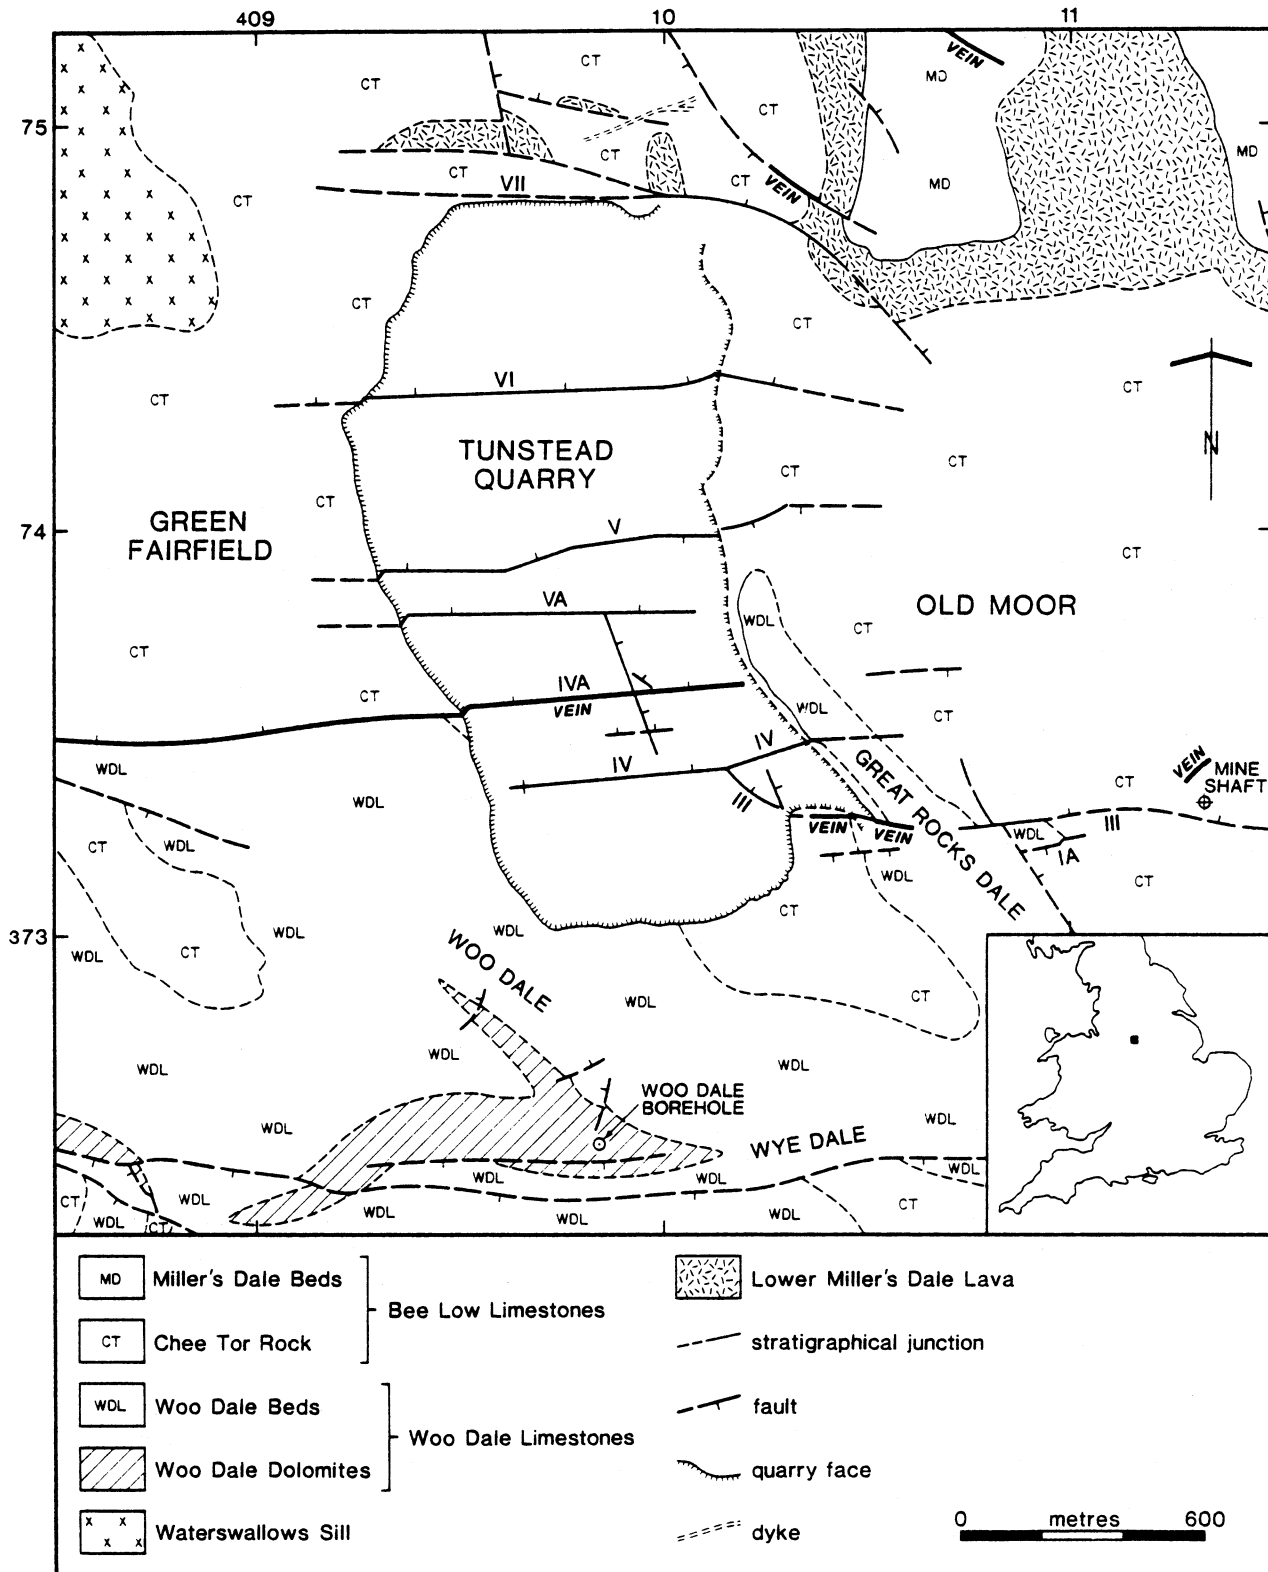 409 10 11
75
74
373
CT
CT
CT
MD
VEIN
MD
MD
CT
CT
CT
VEIN
CT
VII
CT
CT
CT
CT
VI
CT
TUNSTEAD
QUARRY
N
CT
CT
CT
GREEN
FAIRFIELD
V
CT
VA
OLD MOOR
WDL
CT
CT
CT
IVA
VEIN
WDL
CT
WDL
WDL
IV
IV
III
GREAT ROCKS DALE
VEIN
MINE
SHAFT
CT
III
VEIN
VEIN
WDL
IA
CT
CT
WDL
WDL
CT
WDL
WDL
CT
WDL
WOO DALE
WDL
CT
WDL
WDL
WDL
WOO DALE
BOREHOLE
WDL
WDL
WYE DALE
WDL
WDL
WDL
WDL
CT
WDL
CT
WDL
WDL
WDL
CT
MD Miller's Dale Beds
Bee Low Limestones
CT Chee Tor Rock
WDL Woo Dale Beds
Woo Dale Limestones
Woo Dale Dolomites
Waterswallows Sill
Lower Miller's Dale Lava
stratigraphical junction
fault
quarry face
dyke
0 metres 600